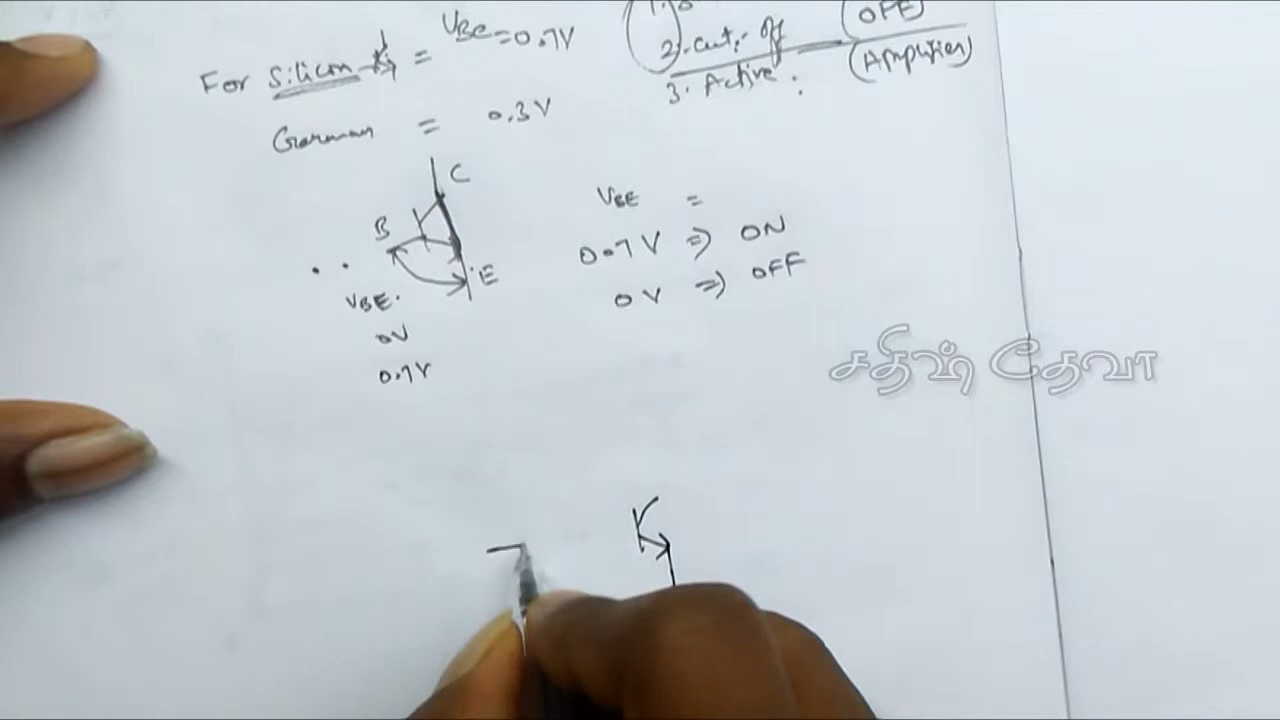 For Silicon = VBE=0.7V
German = 0.3V
2. Cut-off (OFF)
3. Active. (Amplifier)
C
B
E
VBE.
0V
0.7V
VBE =
0.7V ⇒ ON
0V ⇒ OFF
சதிஷ் தேவா